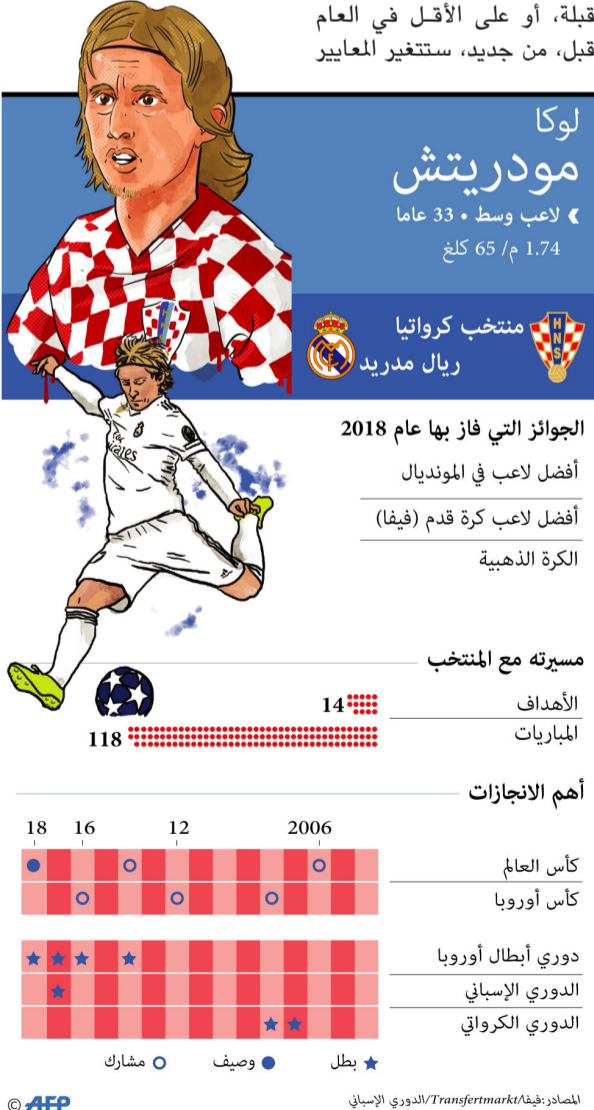 قبلة، أو على الأقـل في العام
قبل، من جديد، ستتغير المعايير
لوكا
مودريتش
لاعب وسط • 33 عاما
1.74 م/ 65 كلغ
منتخب كرواتيا
HNS
ريال مدريد
الجوائز التي فاز بها عام 2018
أفضل لاعب في المونديال
أفضل لاعب كرة قدم (فيفا)
الكرة الذهبية
مسيرته مع المنتخب
الأهداف 14
المباريات 118
أهم الانجازات
2006 12 16 18
كأس العالم
كأس أوروبا
دوري أبطال أوروبا
الدوري الإسباني
الدوري الكرواتي
بطل وصيف مشارك
المصادر:فيفا/Transfertmarkt/الدوري الإسباني
© AFP